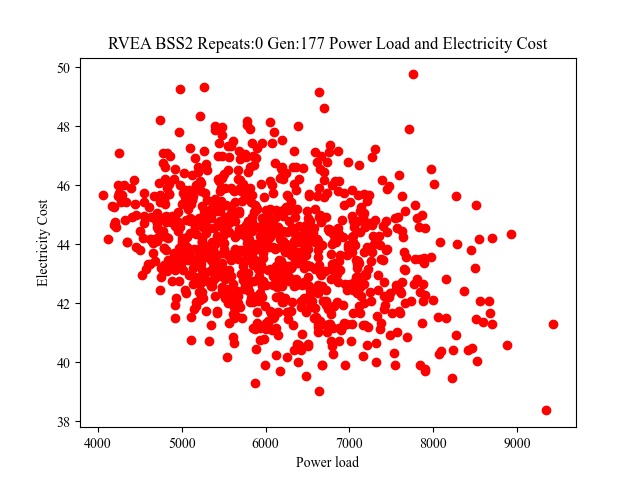 RVEA BSS2 Repeats:0 Gen:177 Power Load and Electricity Cost
50
48
46
44
42
40
38
Electricity Cost
4000 5000 6000 7000 8000 9000
Power load